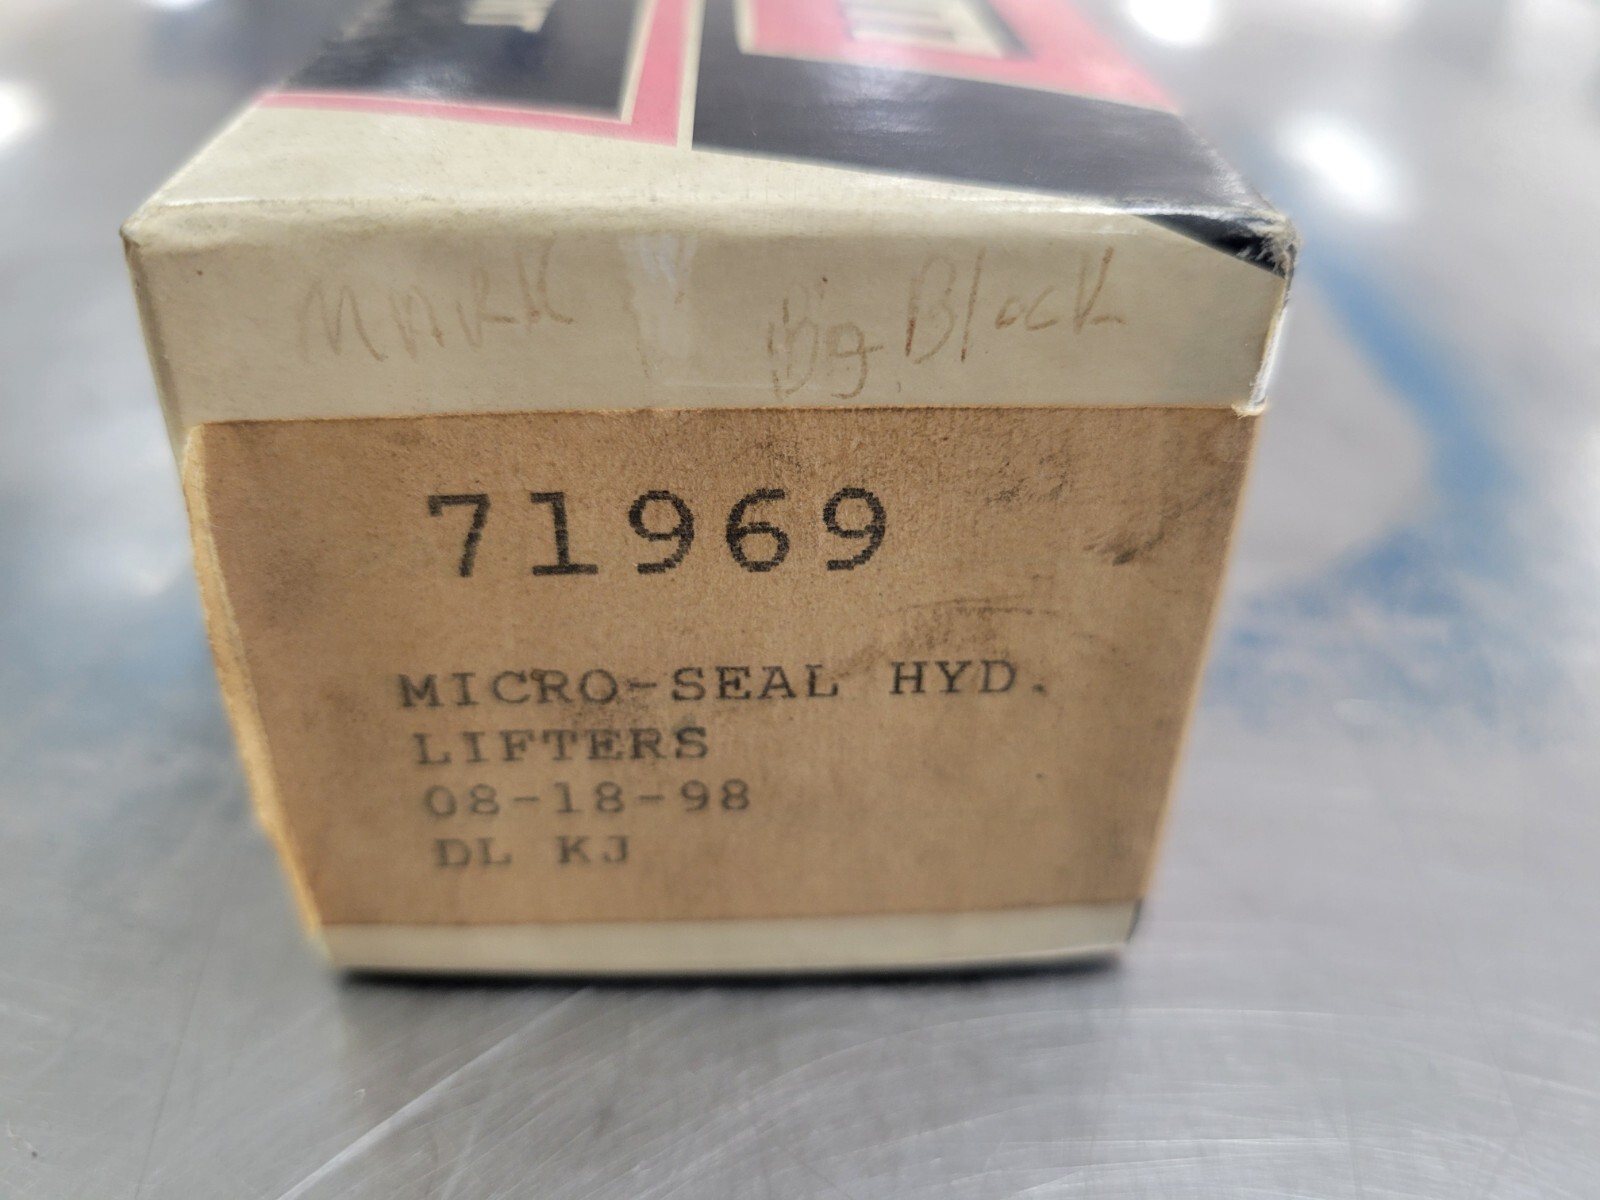 MARK Big Block
71969
MICRO-SEAL HYD.
LIFTERS
08-18-98
DL KJ